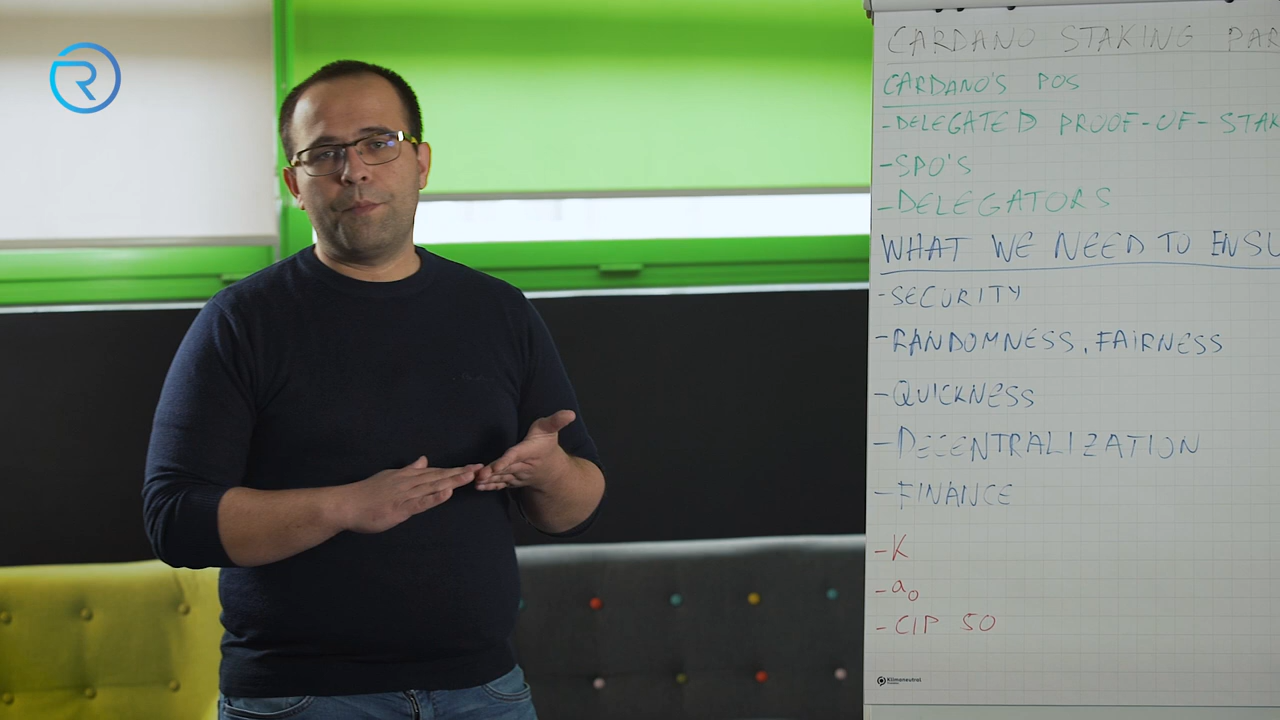 CARDANO STAKING PAR
CARDANO'S POS
-DELEGATED PROOF-OF-STAK
-SPO'S
-DELEGATORS
WHAT WE NEED TO ENSU
-SECURITY
-RANDOMNESS, FAIRNESS
-QUICKNESS
-DECENTRALIZATION
-FINANCE
-K
-a₀
-CIP 50
Klimaneutral